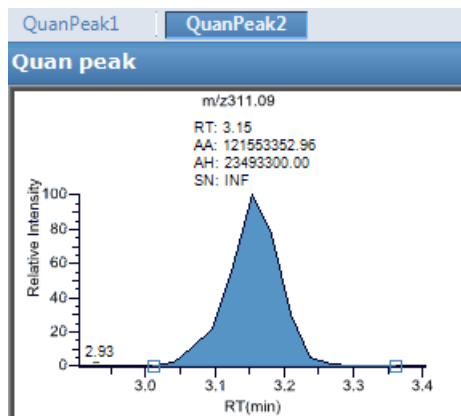 QuanPeak1 QuanPeak2
Quan peak
m/z311.09
RT: 3.15
AA: 121553352.96
AH: 23493300.00
SN: INF
Relative Intensity
100
80
60
40
20
0
2.93
3.0 3.1 3.2 3.3 3.4
RT(min)